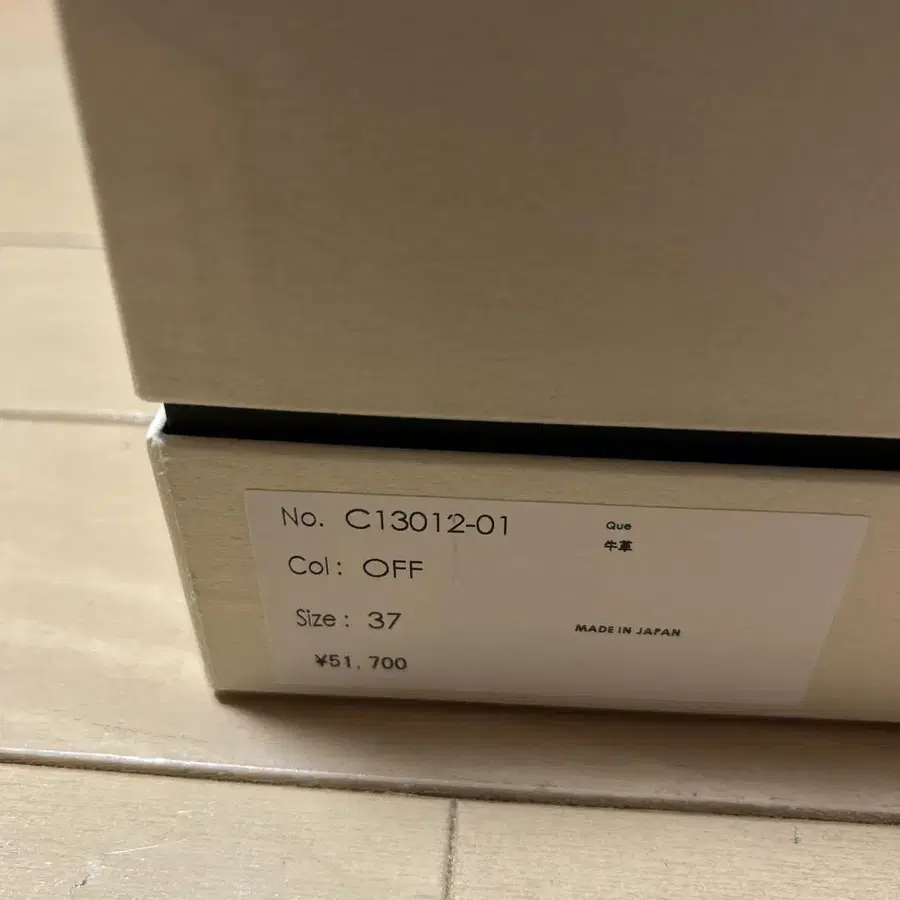 No. C13012-01
Col: OFF
Size: 37
¥51,700
Que
牛革
MADE IN JAPAN